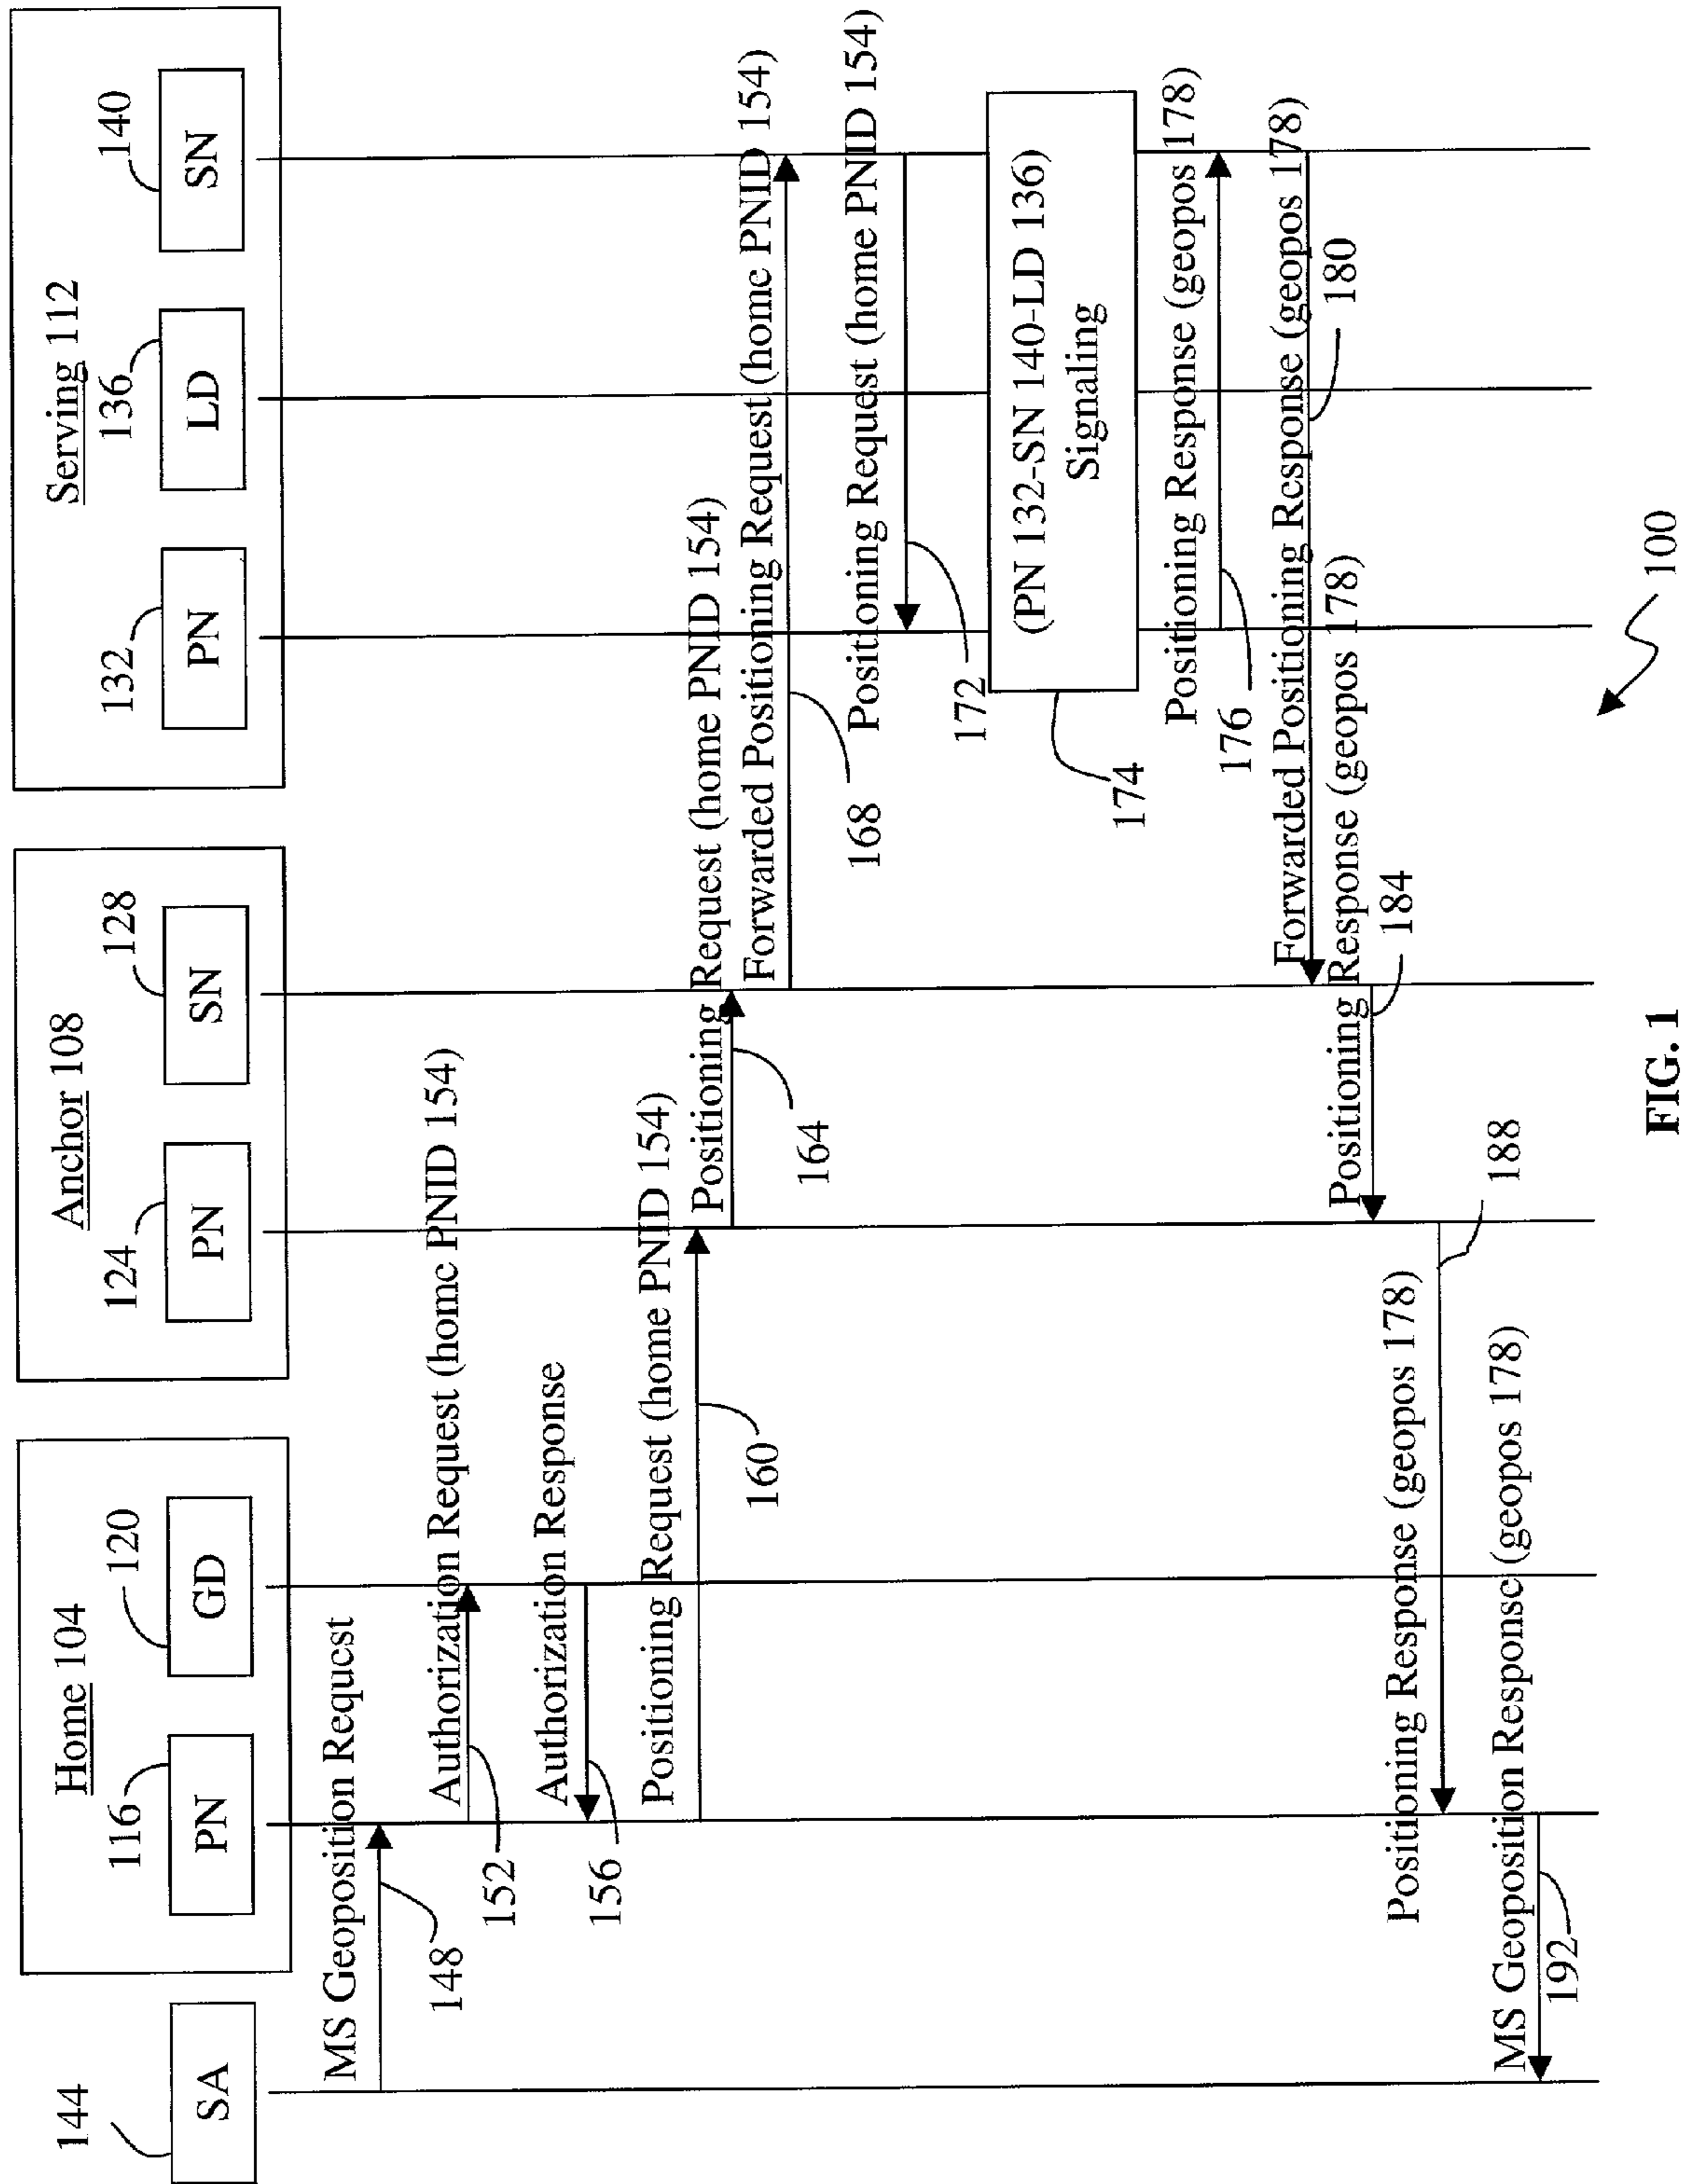 144
SA
Home 104
116
PN
120
GD
Anchor 108
124
PN
128
SN
Serving 112
132
PN
136
LD
140
SN
MS Geoposition Request
148
Authorization Request (home PNID 154)
152
Authorization Response
156
Positioning Request (home PNID 154)
160
Positioning Request (home PNID 154)
164
Forwarded Positioning Request (home PNID 154)
168
Positioning Request (home PNID 154)
172
(PN 132-SN 140-LD 136)
Signaling
174
Positioning Response (geopos 178)
176
Forwarded Positioning Response (geopos 178)
180
Positioning Response (geopos 178)
184
Positioning Response (geopos 178)
188
MS Geoposition Response (geopos 178)
192
100
FIG. 1